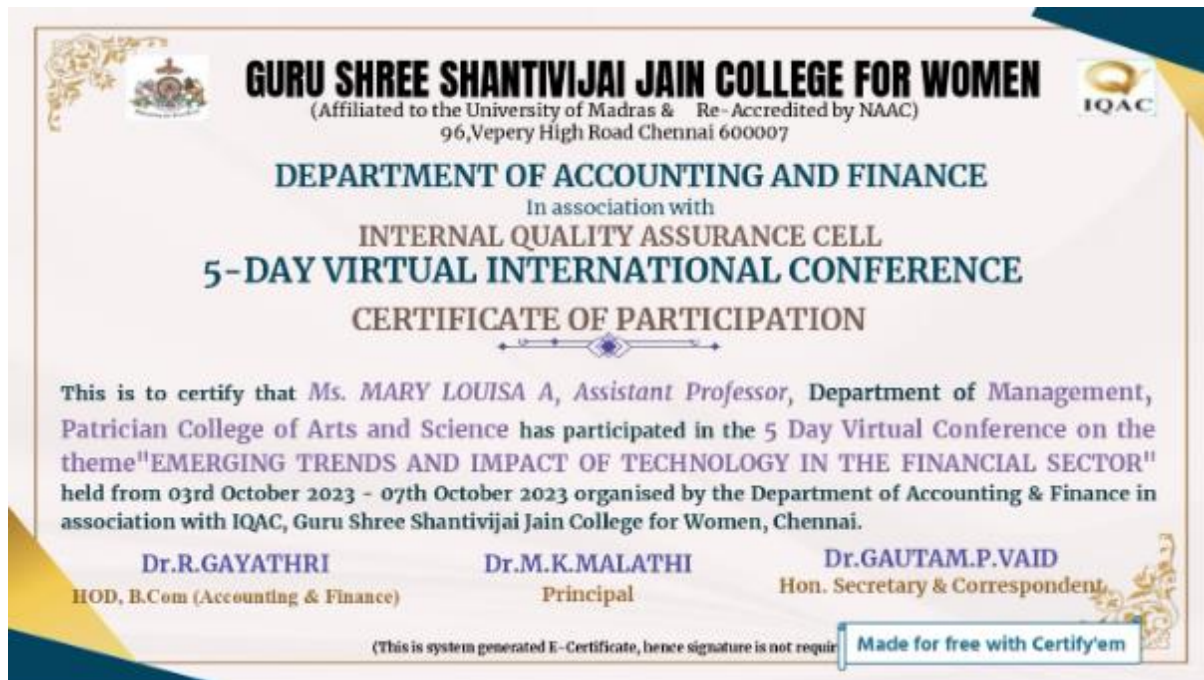 GURU SHREE SHANTIVIJAI JAIN COLLEGE FOR WOMEN
(Affiliated to the University of Madras & Re-Accredited by NAAC)
96,Vepery High Road Chennai 600007
IQAC
DEPARTMENT OF ACCOUNTING AND FINANCE
In association with
INTERNAL QUALITY ASSURANCE CELL
5-DAY VIRTUAL INTERNATIONAL CONFERENCE
CERTIFICATE OF PARTICIPATION
This is to certify that Ms. MARY LOUISA A, Assistant Professor, Department of Management,
Patrician College of Arts and Science has participated in the 5 Day Virtual Conference on the
theme"EMERGING TRENDS AND IMPACT OF TECHNOLOGY IN THE FINANCIAL SECTOR"
held from 03rd October 2023 - 07th October 2023 organised by the Department of Accounting & Finance in
association with IQAC, Guru Shree Shantivijai Jain College for Women, Chennai.
Dr.R.GAYATHRI Dr.M.K.MALATHI Dr.GAUTAM.P.VAID
HOD, B.Com (Accounting & Finance) Principal Hon. Secretary & Correspondent
(This is system generated E-Certificate, hence signature is not requir
Made for free with Certify'em